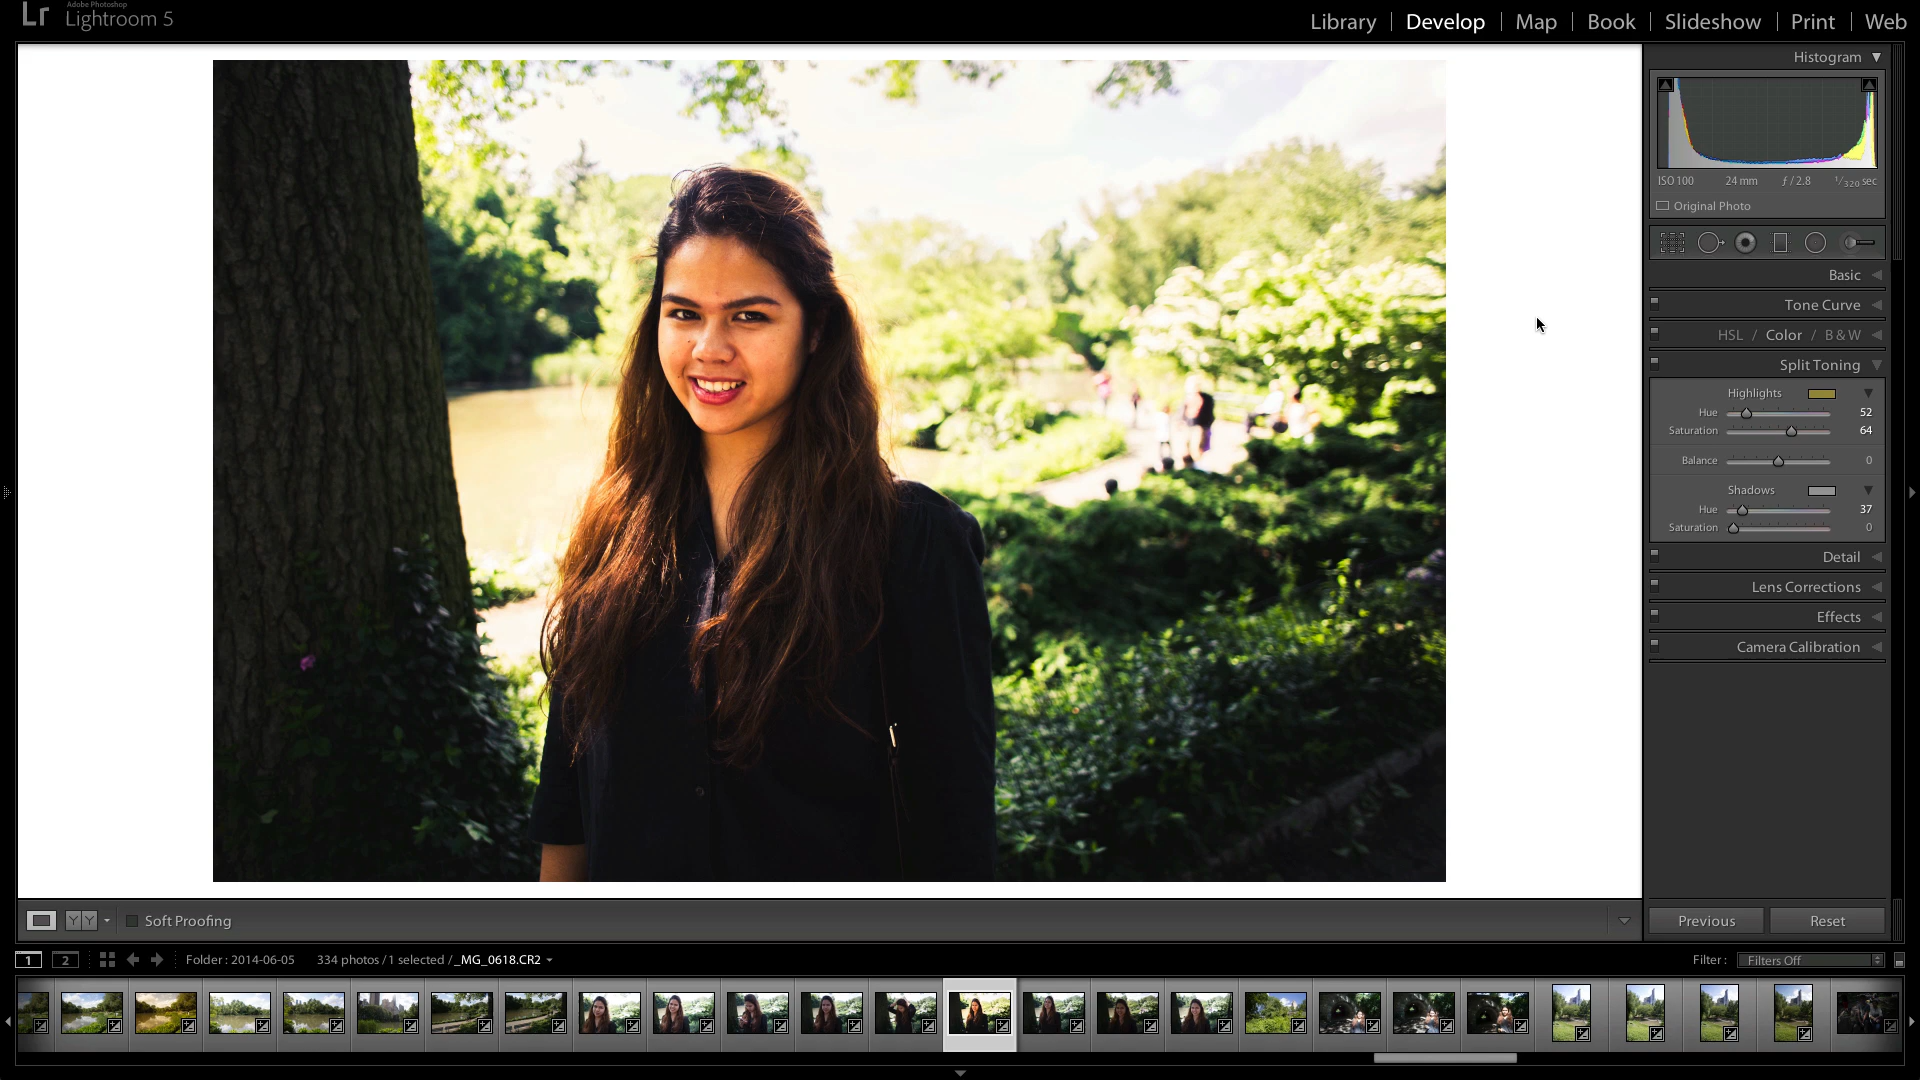 Lr Adobe Photoshop
Lightroom 5
Library | Develop | Map | Book | Slideshow | Print | Web
Histogram
ISO 100 24 mm ƒ / 2.8 1/320 sec
Original Photo
Basic
Tone Curve
HSL / Color / B & W
Split Toning
Highlights
Hue 52
Saturation 64
Balance 0
Shadows
Hue 37
Saturation 0
Detail
Lens Corrections
Effects
Camera Calibration
Y Y Soft Proofing
Previous Reset
1 2 Folder : 2014-06-05 334 photos / 1 selected / _MG_0618.CR2 Filter : Filters Off